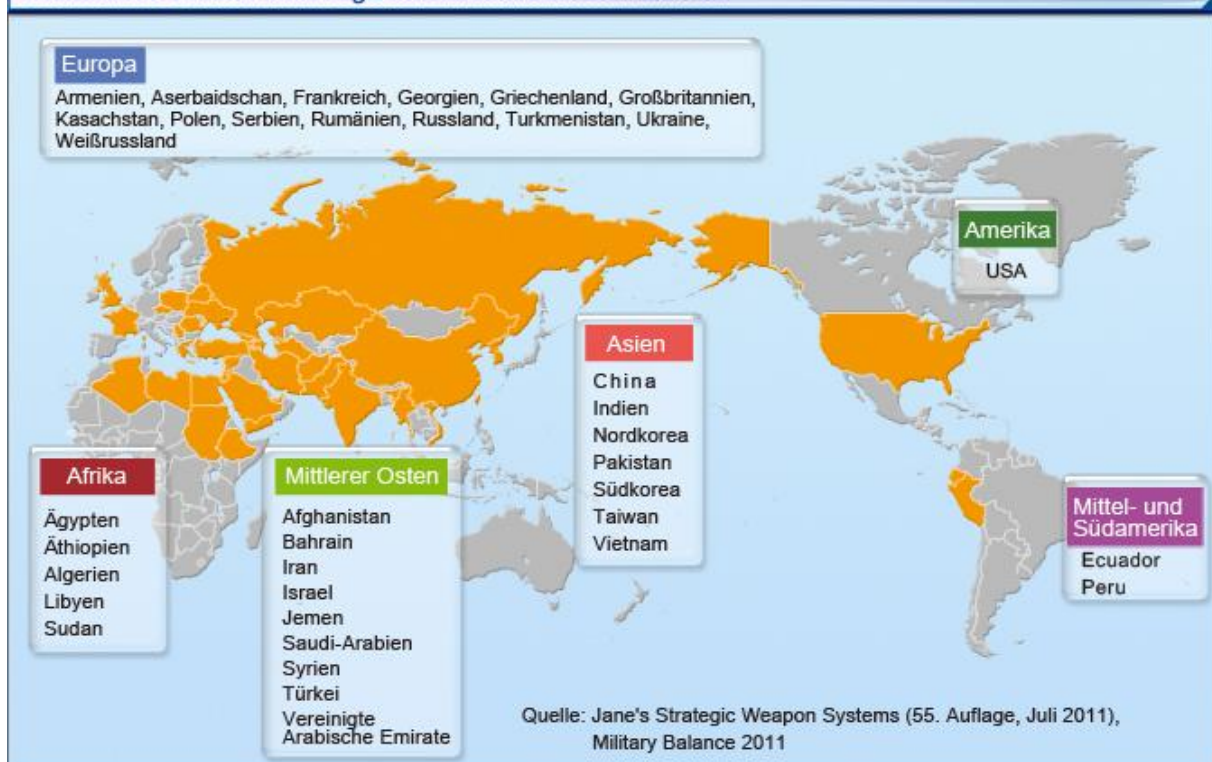 Europa
Armenien, Aserbaidschan, Frankreich, Georgien, Griechenland, Großbritannien,
Kasachstan, Polen, Serbien, Rumänien, Russland, Turkmenistan, Ukraine,
Weißrussland
Amerika
USA
Asien
China
Indien
Nordkorea
Pakistan
Südkorea
Taiwan
Vietnam
Afrika
Ägypten
Äthiopien
Algerien
Libyen
Sudan
Mittlerer Osten
Afghanistan
Bahrain
Iran
Israel
Jemen
Saudi-Arabien
Syrien
Türkei
Vereinigte
Arabische Emirate
Mittel- und
Südamerika
Ecuador
Peru
Quelle: Jane's Strategic Weapon Systems (55. Auflage, Juli 2011),
Military Balance 2011